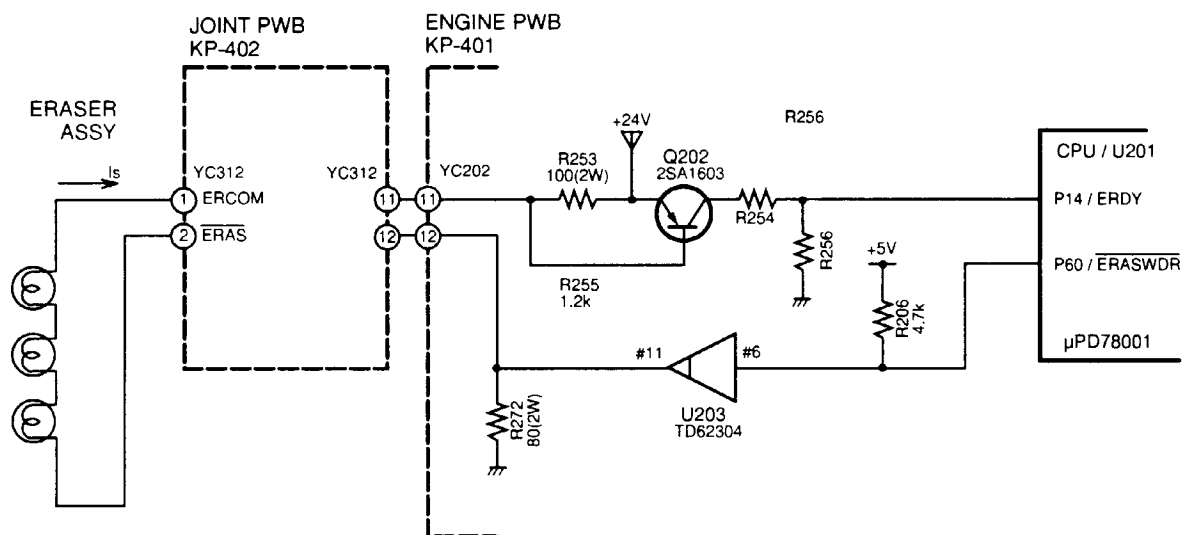 JOINT PWB
KP-402
ENGINE PWB
KP-401
ERASER
ASSY
Is
YC312
YC312
YC202
1
ERCOM
2
ERAS
11
11
12
12
R253
100(2W)
+24V
Q202
2SA1603
R256
R254
R256
R255
1.2k
+5V
R206
4.7k
CPU / U201
P14 / ERDY
P60 / ERASWDR
µPD78001
#11
#6
U203
TD62304
R272
80(2W)